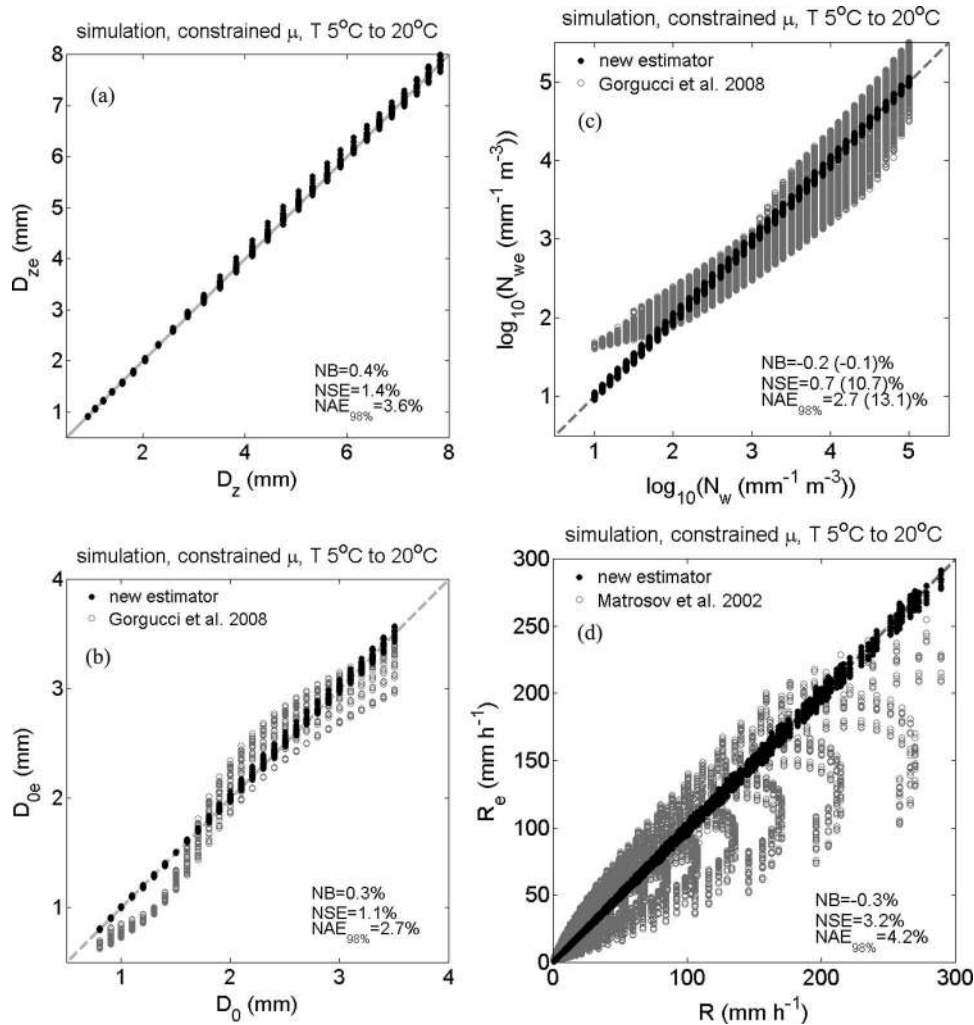 simulation, constrained μ, T 5°C to 20°C
(a)
8
7
6
5
4
3
2
1
D_ze (mm)
NB=0.4%
NSE=1.4%
NAE_98%=3.6%
2
4
6
8
D_z (mm)
simulation, constrained μ, T 5°C to 20°C
new estimator
Gorgucci et al. 2008
(c)
5
4
3
2
1
log10(N_we (mm⁻¹ m⁻³))
NB=-0.2 (-0.1)%
NSE=0.7 (10.7)%
NAE_98%=2.7 (13.1)%
1
2
3
4
5
log10(N_w (mm⁻¹ m⁻³))
simulation, constrained μ, T 5°C to 20°C
new estimator
Gorgucci et al. 2008
(b)
4
3
2
1
D_0e (mm)
NB=0.3%
NSE=1.1%
NAE_98%=2.7%
1
2
3
4
D_0 (mm)
simulation, constrained μ, T 5°C to 20°C
new estimator
Matrosov et al. 2002
(d)
300
250
200
150
100
50
0
R_e (mm h⁻¹)
NB=-0.3%
NSE=3.2%
NAE_98%=4.2%
0
100
200
300
R (mm h⁻¹)